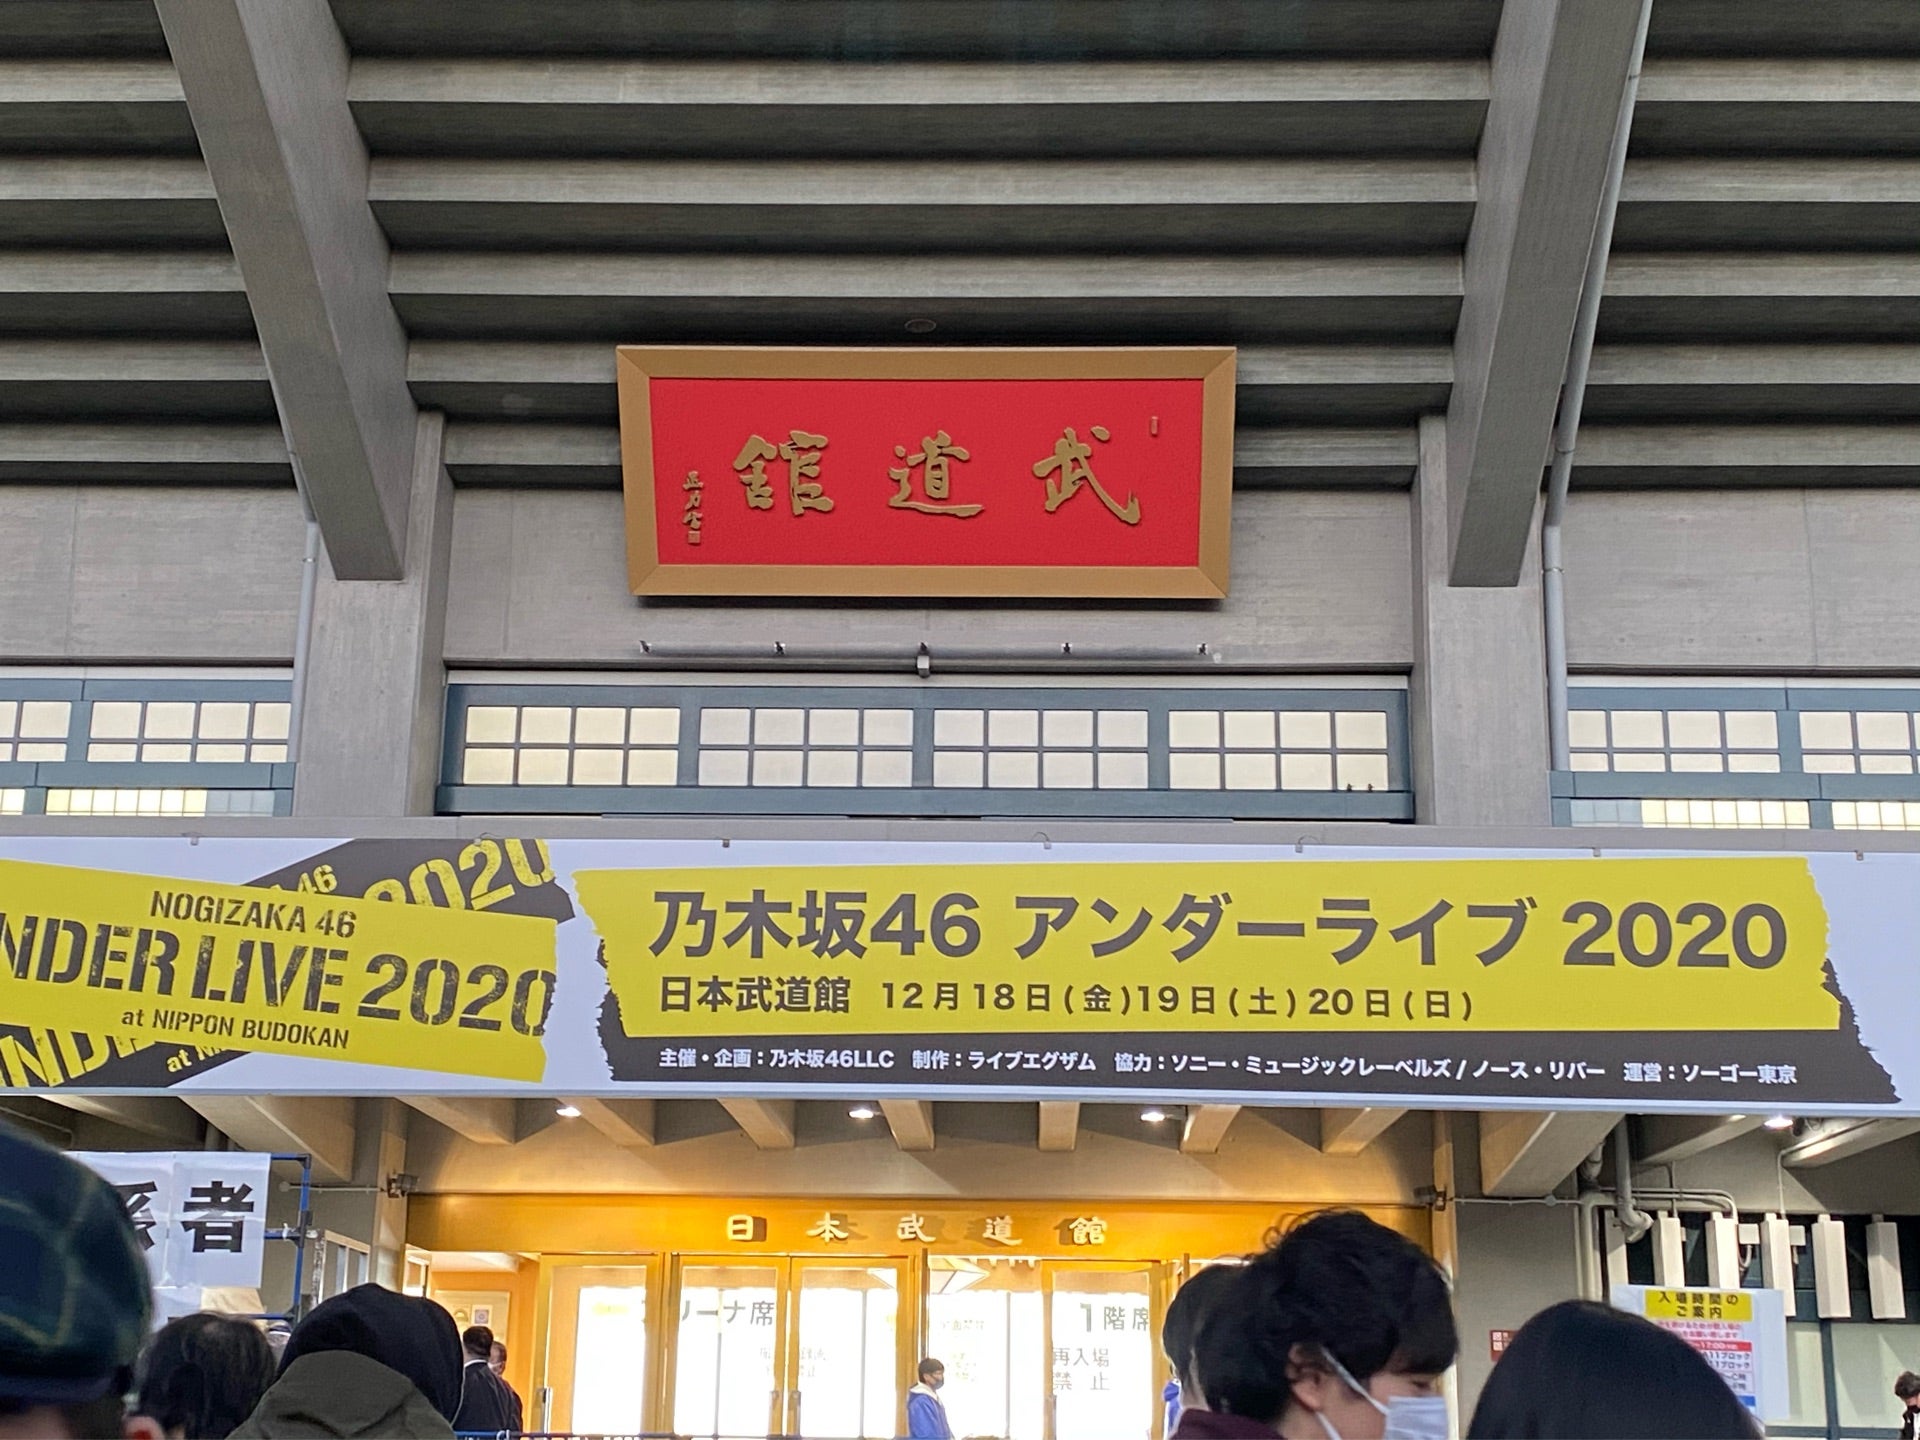 武道館
NOGIZAKA 46
NDER LIVE 2020
at NIPPON BUDOKAN
46
2020
乃木坂46 アンダーライブ 2020
日本武道館 12月18日(金)19日(土)20日(日)
主催・企画：乃木坂46LLC 制作：ライブエグザム 協力：ソニー・ミュージックレーベルズ / ノース・リバー 運営：ソーゴー東京
係者
日本武道館
リーナ席
1階席
再入場
禁止
入場時間の
ご案内